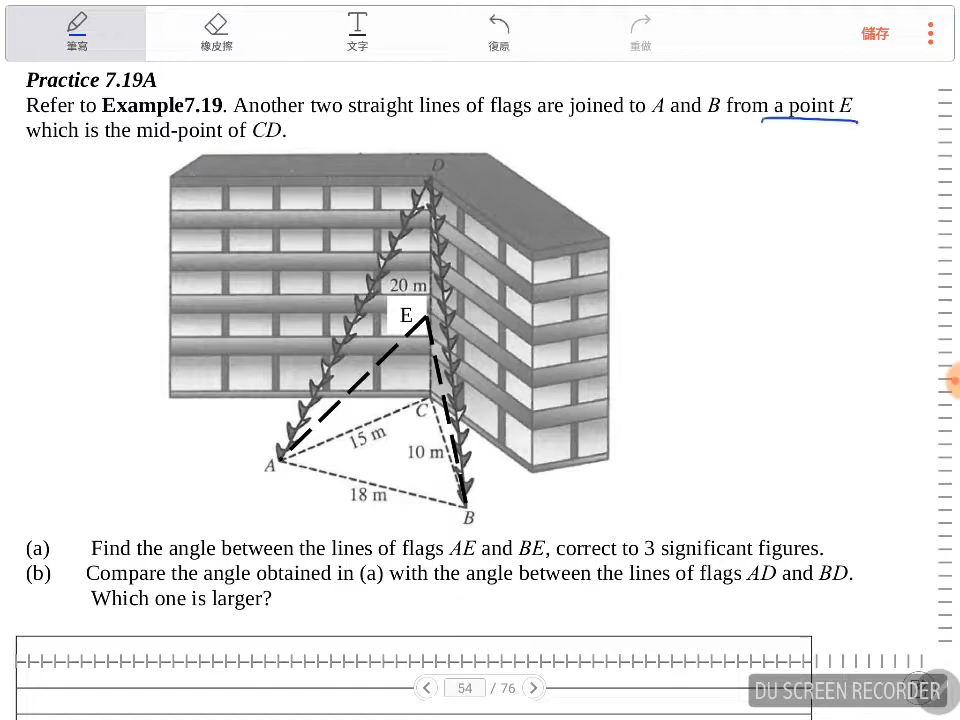 筆寫
橡皮擦
文字
復原
重做
儲存
Practice 7.19A
Refer to Example7.19. Another two straight lines of flags are joined to A and B from a point E
which is the mid-point of CD.
D
20 m
E
C
15 m
10 m
A
18 m
B
(a) Find the angle between the lines of flags AE and BE, correct to 3 significant figures.
(b) Compare the angle obtained in (a) with the angle between the lines of flags AD and BD.
Which one is larger?
54 / 76
DU SCREEN RECORDER